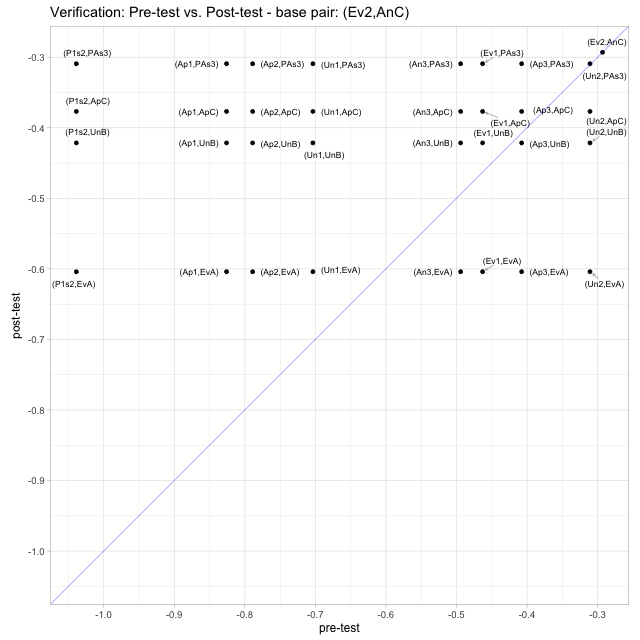 Verification: Pre-test vs. Post-test - base pair: (Ev2,AnC)
(Ev2,AnC)
(P1s2,PAs3)
(Ev1,PAs3)
-0.3
(Ap1,PAs3)
(Ap2,PAs3)
(Un1,PAs3)
(An3,PAs3)
(Ap3,PAs3)
(Un2,PAs3)
(P1s2,ApC)
(Ap1,ApC)
(Ap2,ApC)
(Un1,ApC)
(An3,ApC)
(Ap3,ApC)
(Ev1,ApC)
(Un2,ApC)
-0.4
(P1s2,UnB)
(Ev1,UnB)
(Un2,UnB)
(Ap1,UnB)
(Ap2,UnB)
(An3,UnB)
(Ap3,UnB)
(Un1,UnB)
-0.5
(Ev1,EvA)
-0.6
(Ap1,EvA)
(Ap2,EvA)
(Un1,EvA)
(An3,EvA)
(Ap3,EvA)
(P1s2,EvA)
(Un2,EvA)
post-test
-0.7
-0.8
-0.9
-1.0
-1.0 -0.9 -0.8 -0.7 -0.6 -0.5 -0.4 -0.3
pre-test